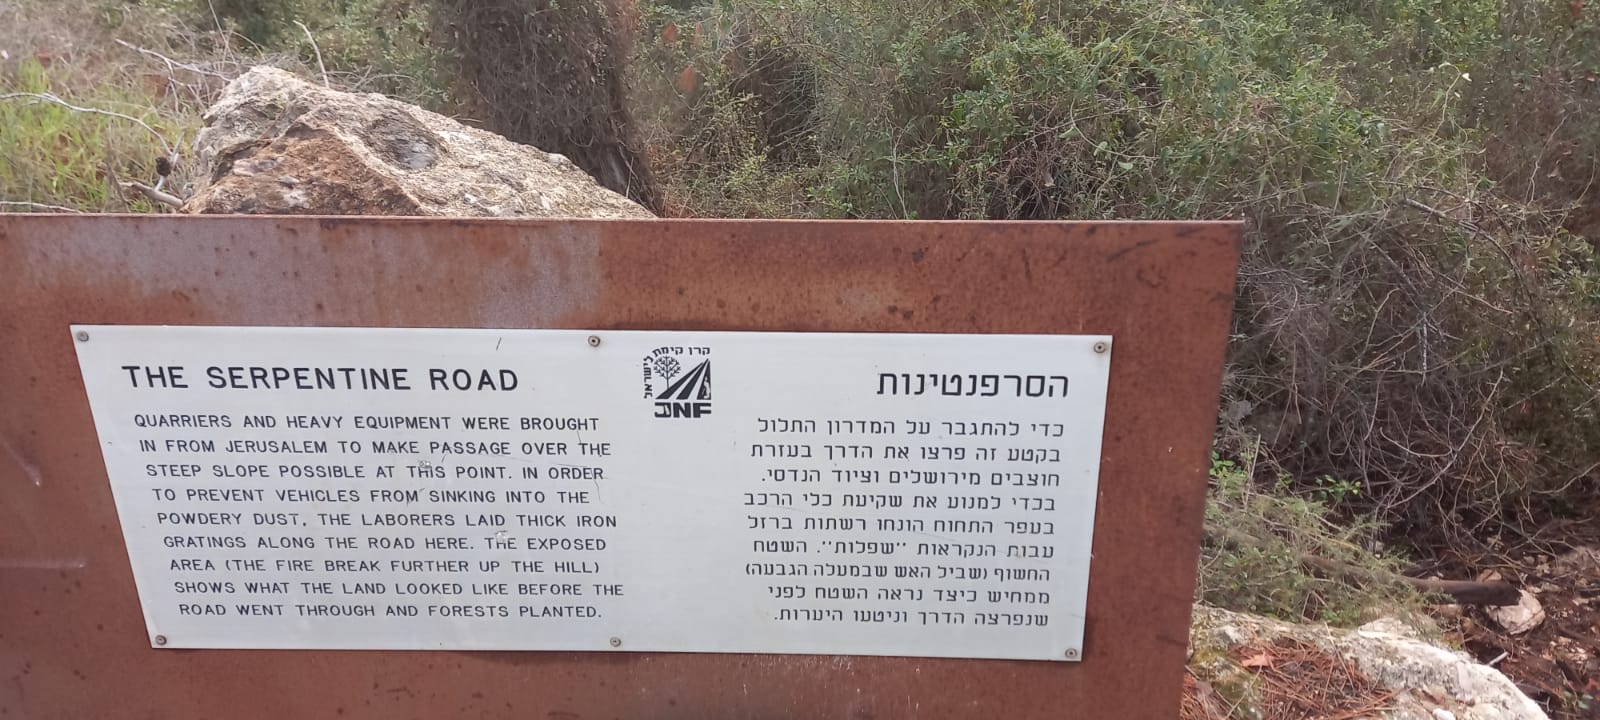 THE SERPENTINE ROAD
QUARRIERS AND HEAVY EQUIPMENT WERE BROUGHT
IN FROM JERUSALEM TO MAKE PASSAGE OVER THE
STEEP SLOPE POSSIBLE AT THIS POINT. IN ORDER
TO PREVENT VEHICLES FROM SINKING INTO THE
POWDERY DUST, THE LABORERS LAID THICK IRON
GRATINGS ALONG THE ROAD HERE. THE EXPOSED
AREA (THE FIRE BREAK FURTHER UP THE HILL)
SHOWS WHAT THE LAND LOOKED LIKE BEFORE THE
ROAD WENT THROUGH AND FORESTS PLANTED.
קרן קימת לישראל
JNF
הסרפנטינות
כדי להתגבר על המדרון התלול
בקטע זה פרצו את הדרך בעזרת
חוצבים מירושלים וציוד הנדסי.
בכדי למנוע את שקיעת כלי הרכב
בעפר התחוח הונחו רשתות ברזל
עבות הנקראות ״שפלות״. השטח
החשוף (שביל האש שבמעלה הגבעה)
ממחיש כיצד נראה השטח לפני
שנפרצה הדרך וניטעו היערות.